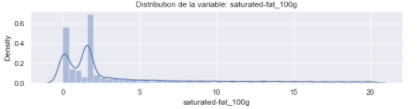 Distribution de la variable: saturated-fat_100g
Density
0.6
0.4
0.2
0.0
0 5 10 15 20
saturated-fat_100g